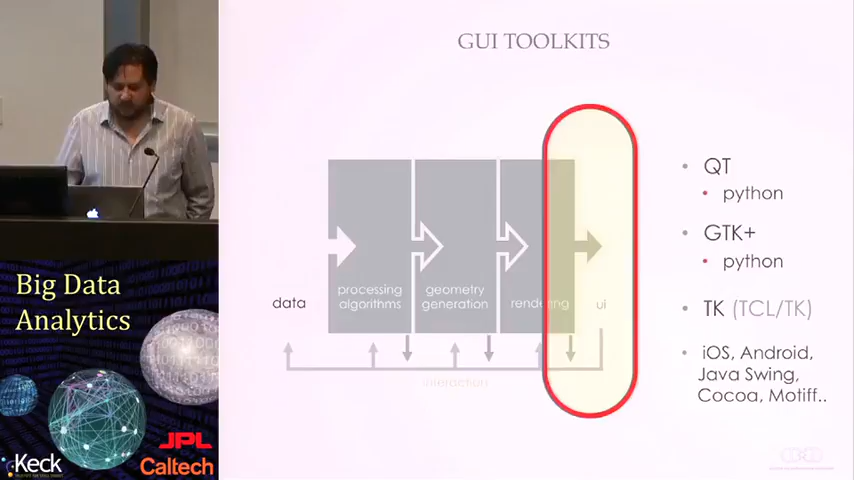 GUI TOOLKITS
data
processing
algorithms
geometry
generation
rendering
ui
interaction
• QT
• python
• GTK+
• python
• TK (TCL/TK)
• iOS, Android,
Java Swing,
Cocoa, Motiff..
Big Data
Analytics
JPL
Keck
Caltech